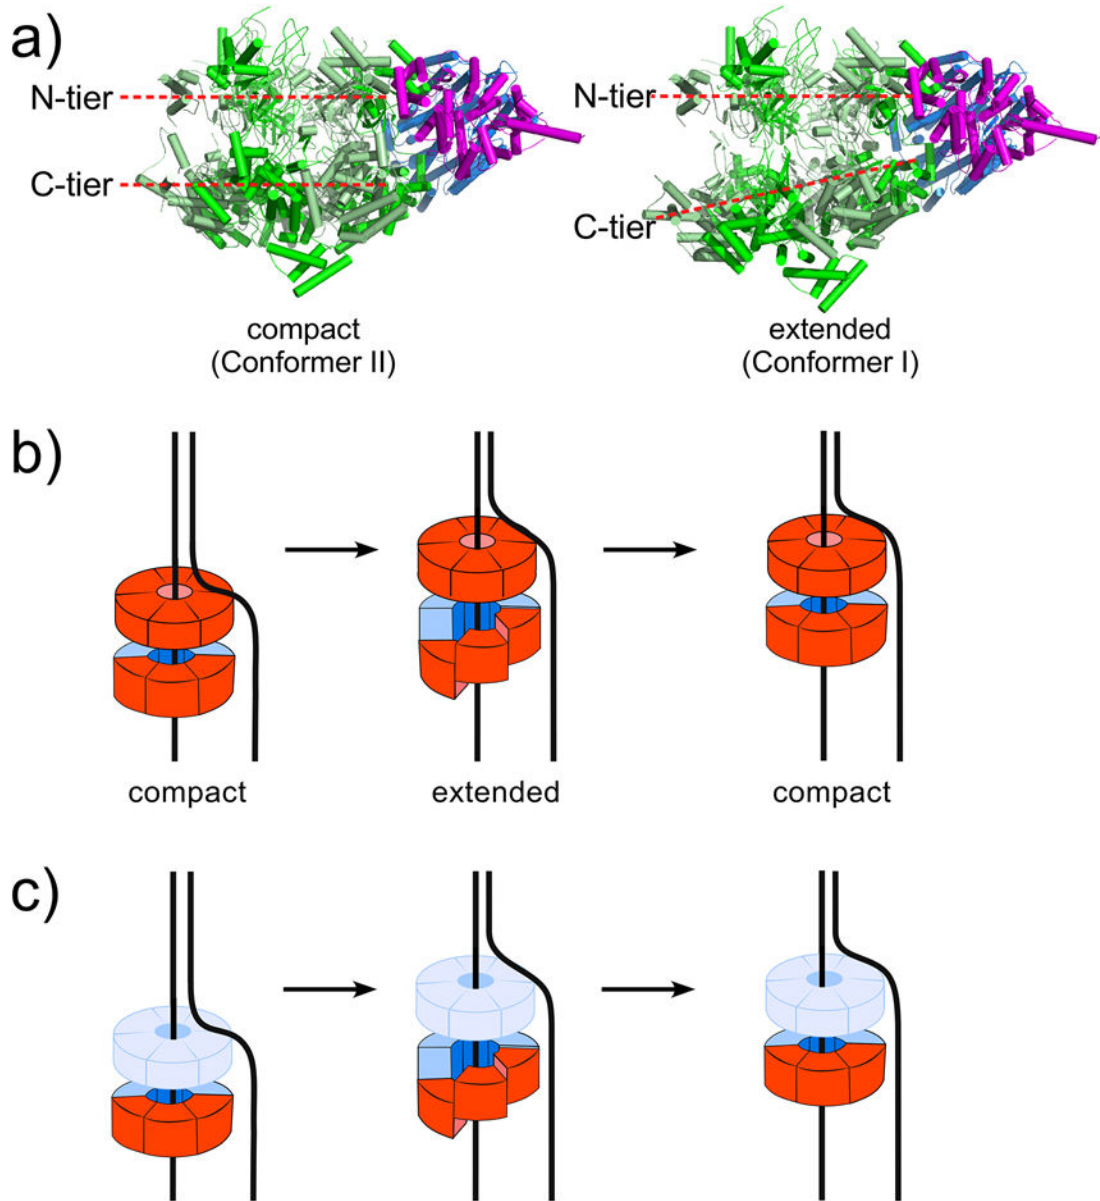 a)
N-tier
C-tier
compact
(Conformer II)
N-tier
C-tier
extended
(Conformer I)
b)
compact
extended
compact
c)